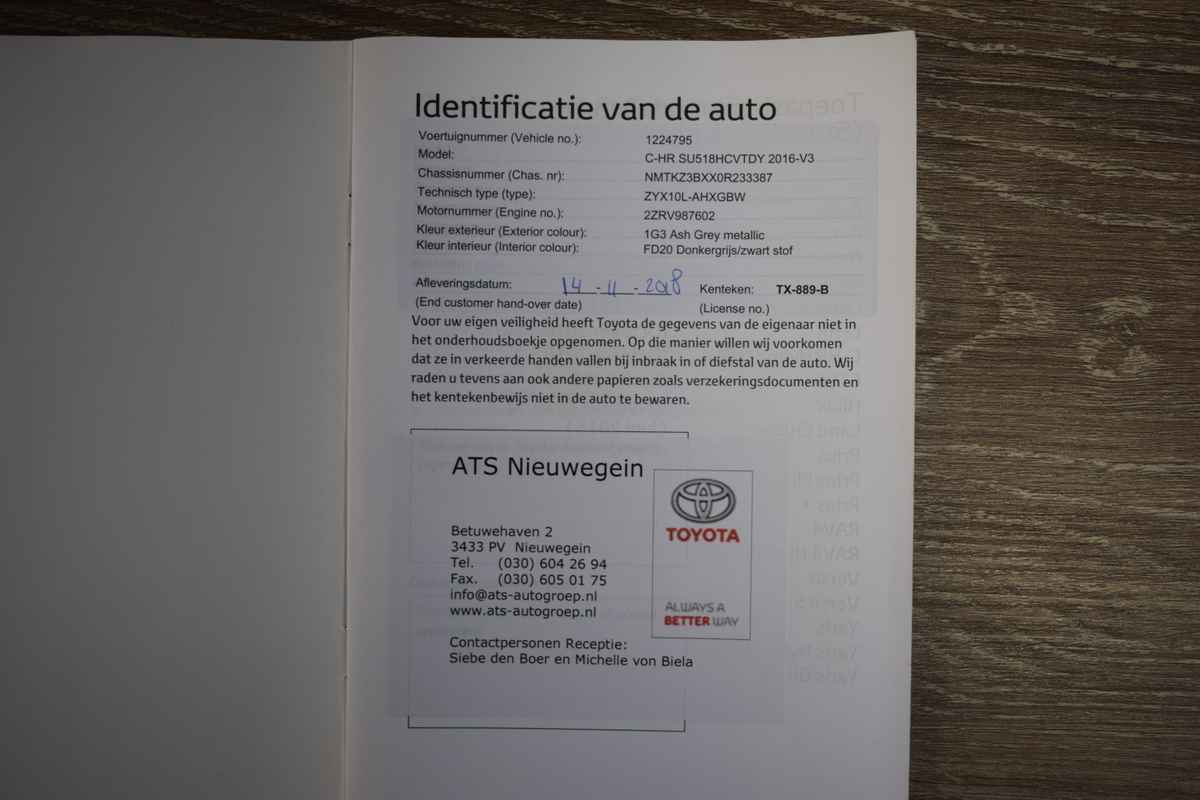 Identificatie van de auto
Voertuignummer (Vehicle no.): 1224795
Model: C-HR SU518HCVTDY 2016-V3
Chassisnummer (Chas. nr): NMTKZ3BXX0R233387
Technisch type (type): ZYX10L-AHXGBW
Motornummer (Engine no.): 2ZRV987602
Kleur exterieur (Exterior colour): 1G3 Ash Grey metallic
Kleur interieur (Interior colour): FD20 Donkergrijs/zwart stof
Afleveringsdatum: 14-11-2018 Kenteken: TX-889-B
(End customer hand-over date) (License no.)
Voor uw eigen veiligheid heeft Toyota de gegevens van de eigenaar niet in
het onderhoudsboekje opgenomen. Op die manier willen wij voorkomen
dat ze in verkeerde handen vallen bij inbraak in of diefstal van de auto. Wij
raden u tevens aan ook andere papieren zoals verzekeringsdocumenten en
het kentekenbewijs niet in de auto te bewaren.
ATS Nieuwegein
TOYOTA
ALWAYS A
BETTER WAY
Betuwehaven 2
3433 PV Nieuwegein
Tel. (030) 604 26 94
Fax. (030) 605 01 75
info@ats-autogroep.nl
www.ats-autogroep.nl
Contactpersonen Receptie:
Siebe den Boer en Michelle von Biela